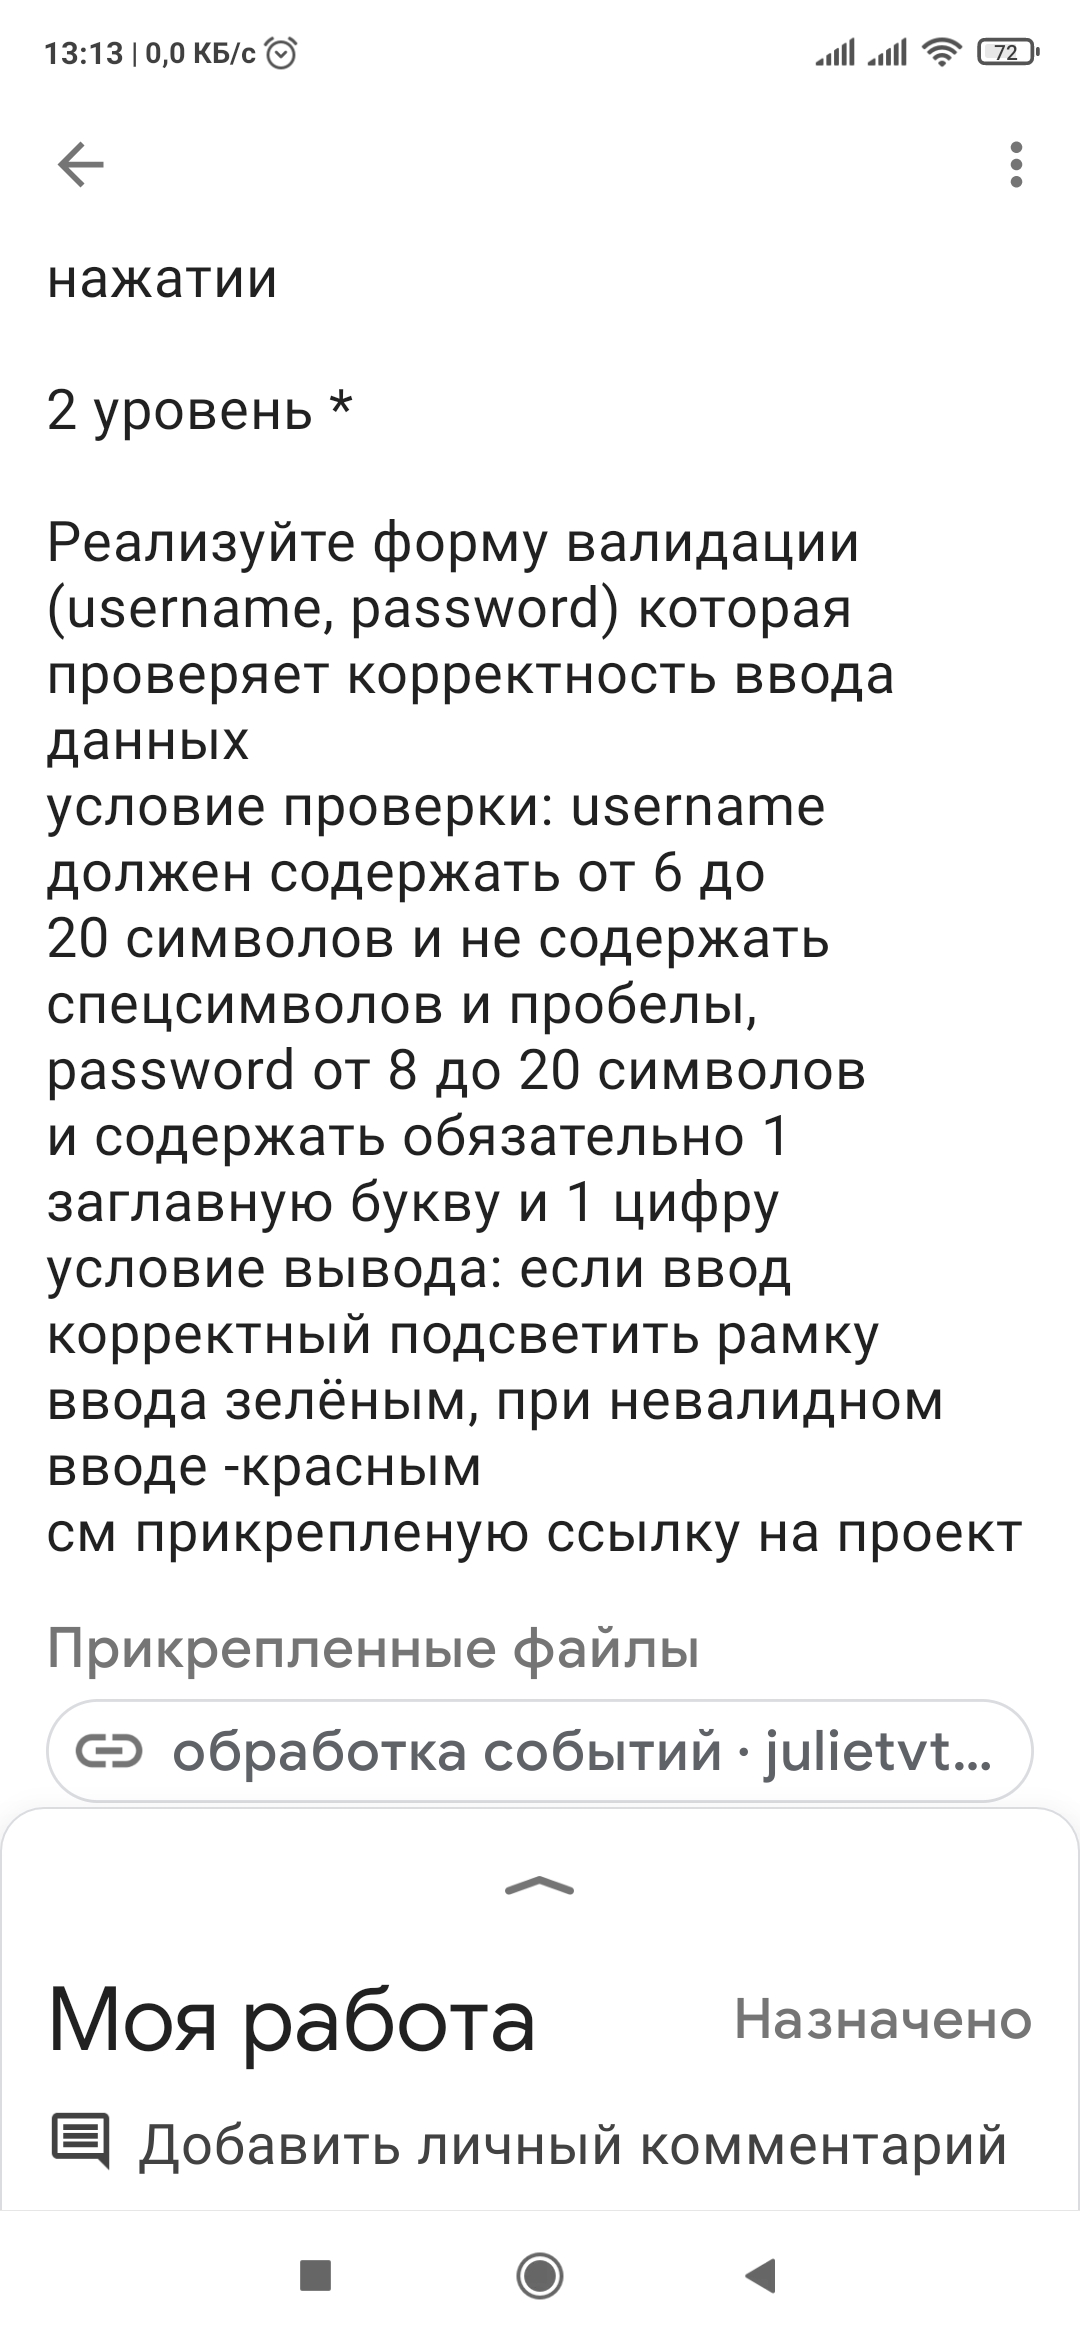 13:13 | 0,0 КБ/с
72
нажатии
2 уровень *
Реализуйте форму валидации
(username, password) которая
проверяет корректность ввода
данных
условие проверки: username
должен содержать от 6 до
20 символов и не содержать
спецсимволов и пробелы,
password от 8 до 20 символов
и содержать обязательно 1
заглавную букву и 1 цифру
условие вывода: если ввод
корректный подсветить рамку
ввода зелёным, при невалидном
вводе -красным
см прикрепленую ссылку на проект
Прикрепленные файлы
обработка событий · julietvt...
Моя работа
Назначено
Добавить личный комментарий